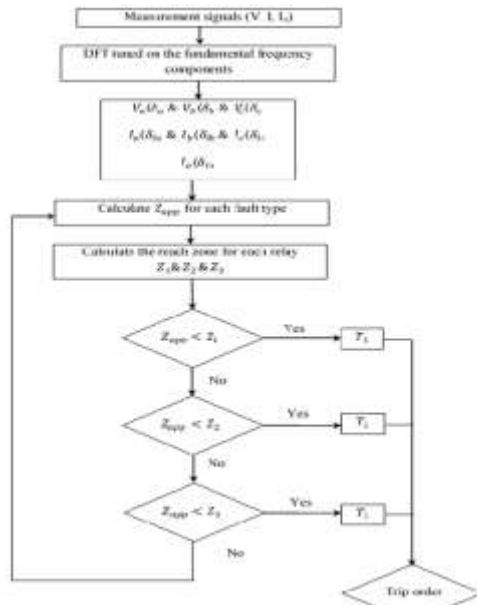 Measurement signals (V, I, I₀)
DFT tuned on the fundamental frequency
components
Calculate Z_app for each fault type
Calculate the reach zone for each relay
Z₁ & Z₂ & Z₃
Z_app < Z₁
Yes
T₁
No
Z_app < Z₂
Yes
No
Z_app < Z₃
Yes
No
Trip order